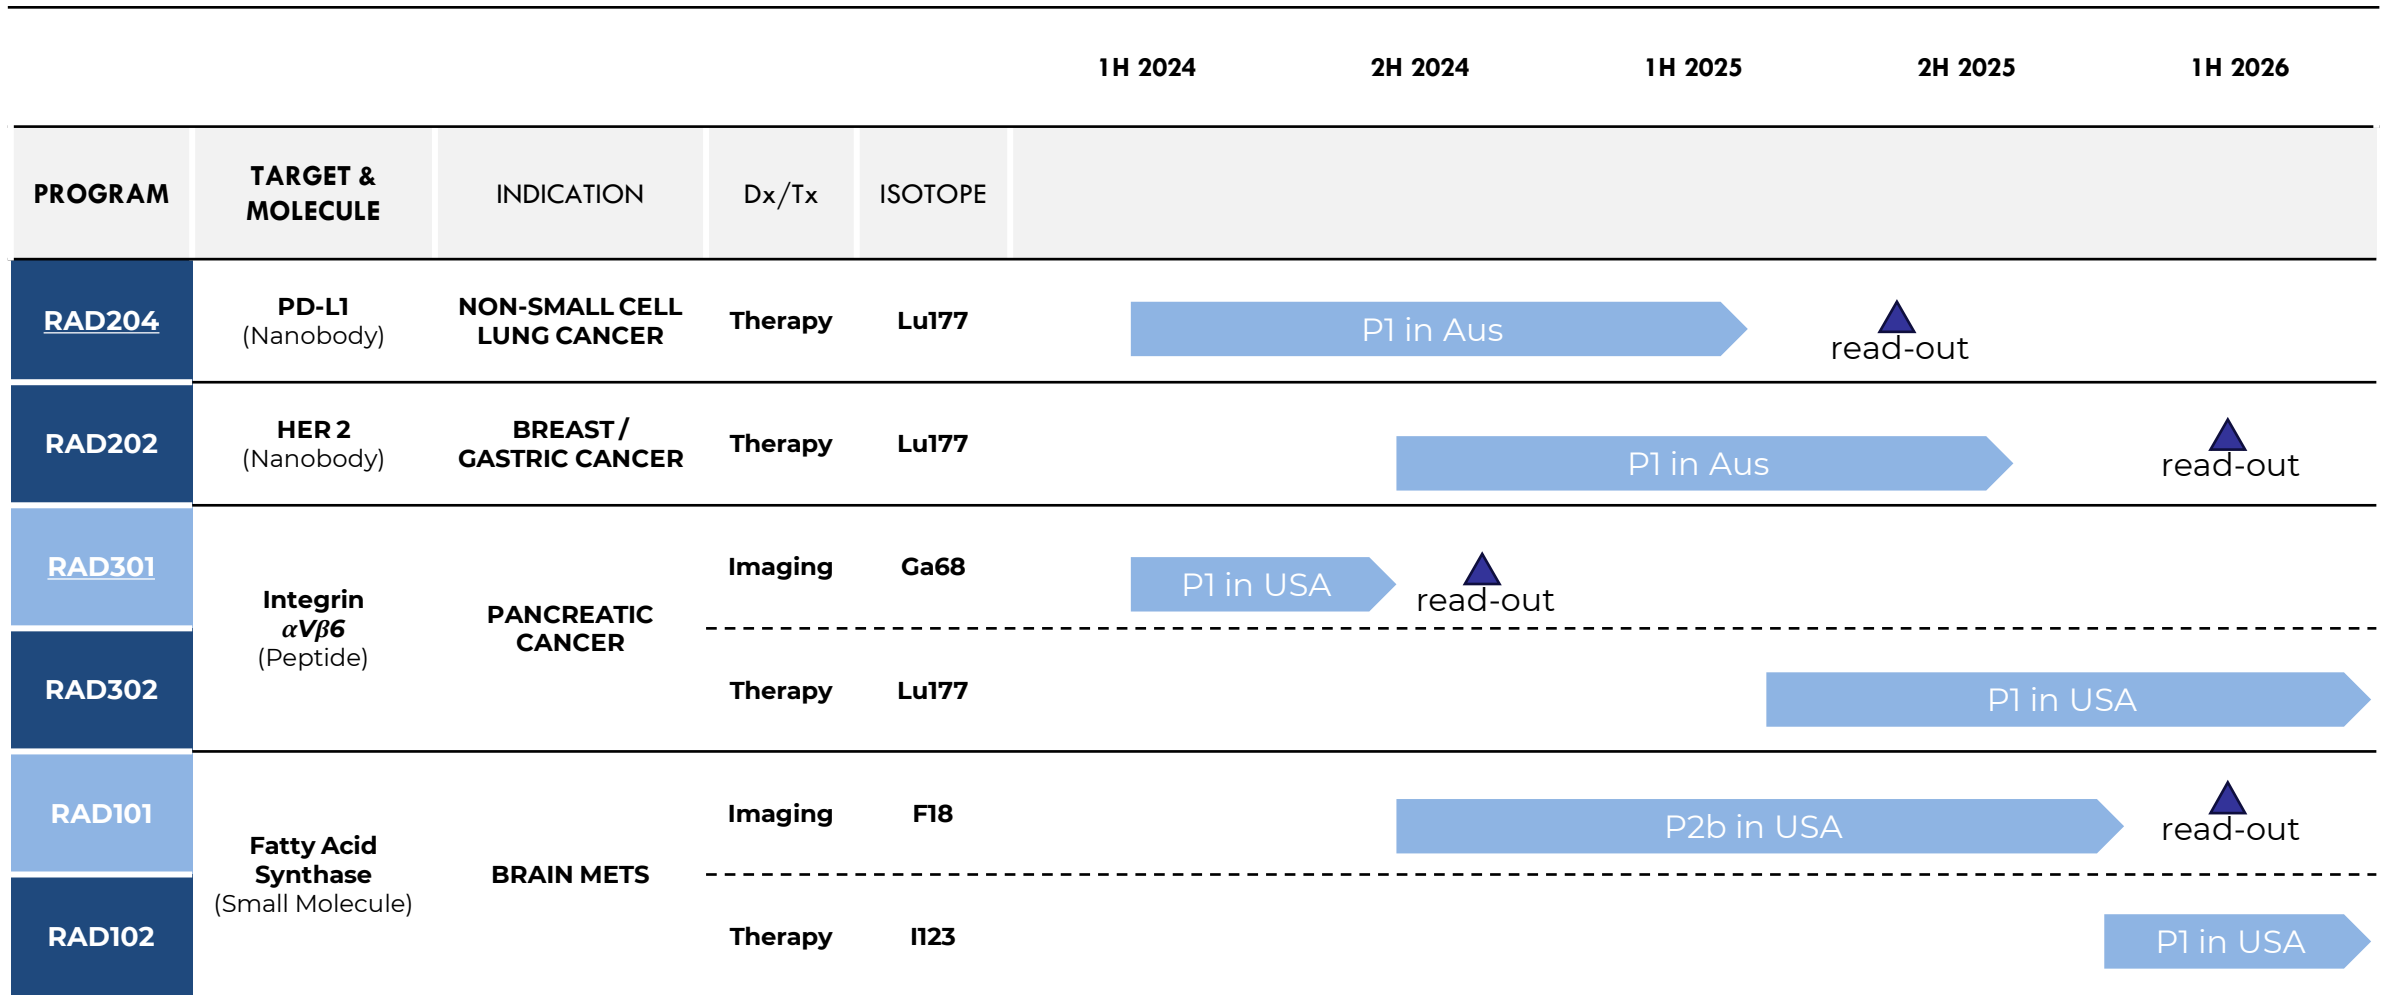 1H 2024 2H 2024 1H 2025 2H 2025 1H 2026
PROGRAM
TARGET &
MOLECULE
INDICATION
Dx/Tx
ISOTOPE
RAD204
PD-L1
(Nanobody)
NON-SMALL CELL
LUNG CANCER
Therapy
Lu177
P1 in Aus
read-out
RAD202
HER 2
(Nanobody)
BREAST /
GASTRIC CANCER
Therapy
Lu177
P1 in Aus
read-out
RAD301
Integrin
αVβ6
(Peptide)
PANCREATIC
CANCER
Imaging
Ga68
P1 in USA
read-out
RAD302
Therapy
Lu177
P1 in USA
RAD101
Fatty Acid
Synthase
(Small Molecule)
BRAIN METS
Imaging
F18
P2b in USA
read-out
RAD102
Therapy
I123
P1 in USA